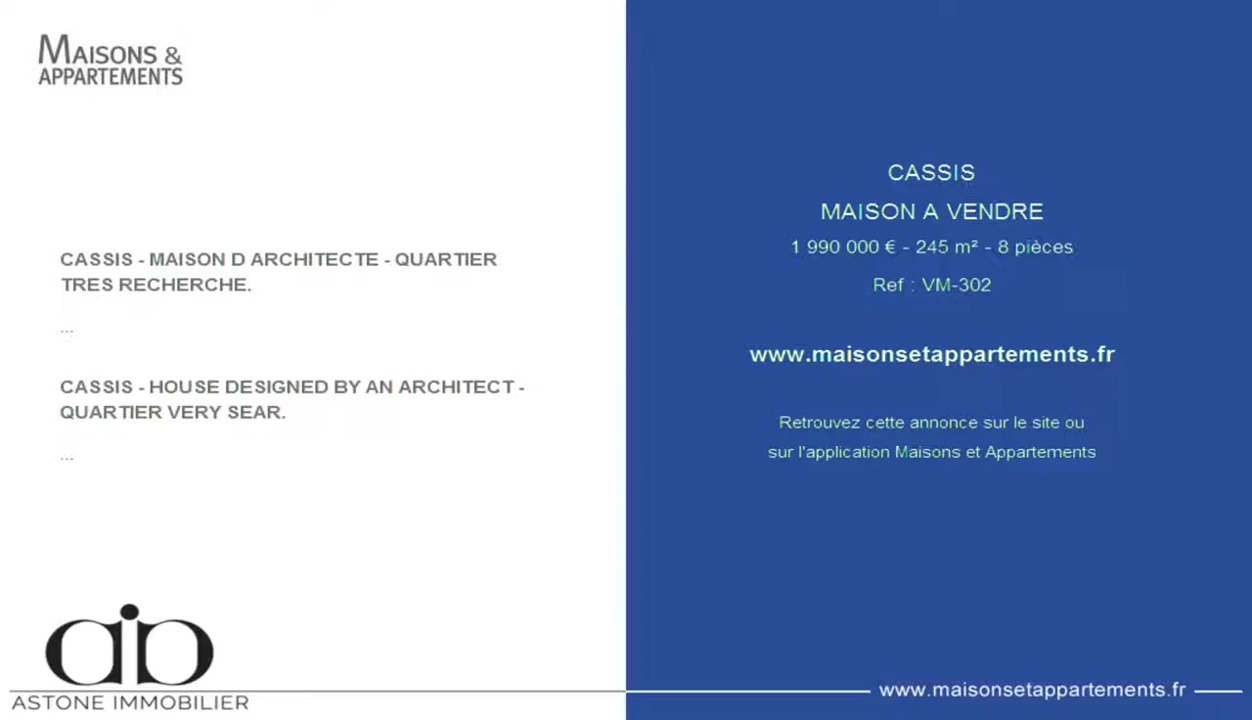 MAISONS &
APPARTEMENTS
CASSIS - MAISON D ARCHITECTE - QUARTIER
TRES RECHERCHE.
...
CASSIS - HOUSE DESIGNED BY AN ARCHITECT -
QUARTIER VERY SEAR.
...
ASTONE IMMOBILIER
CASSIS
MAISON A VENDRE
1 990 000 € - 245 m² - 8 pièces
Ref : VM-302
www.maisonsetappartements.fr
Retrouvez cette annonce sur le site ou
sur l'application Maisons et Appartements
www.maisonsetappartements.fr